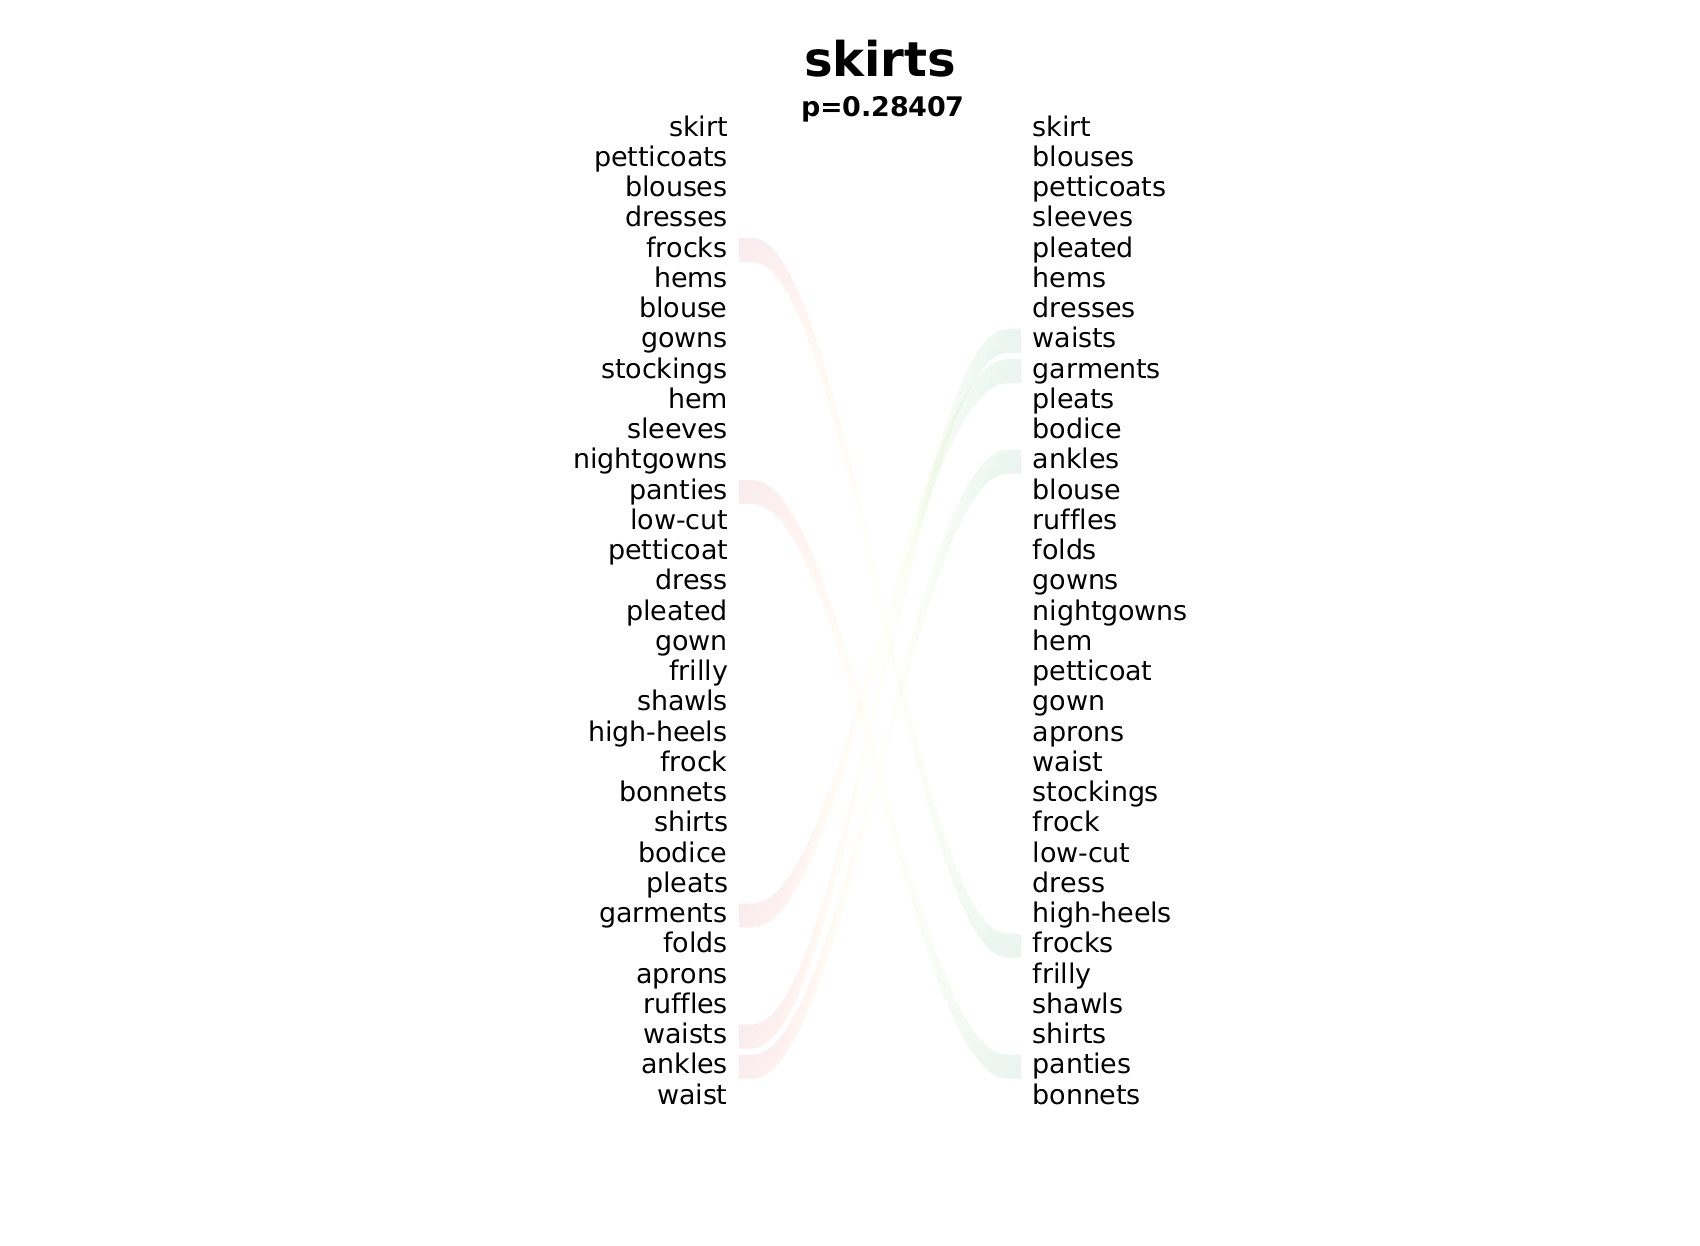 skirts
p=0.28407
skirt
petticoats
blouses
dresses
frocks
hems
blouse
gowns
stockings
hem
sleeves
nightgowns
panties
low-cut
petticoat
dress
pleated
gown
frilly
shawls
high-heels
frock
bonnets
shirts
bodice
pleats
garments
folds
aprons
ruffles
waists
ankles
waist
skirt
blouses
petticoats
sleeves
pleated
hems
dresses
waists
garments
pleats
bodice
ankles
blouse
ruffles
folds
gowns
nightgowns
hem
petticoat
gown
aprons
waist
stockings
frock
low-cut
dress
high-heels
frocks
frilly
shawls
shirts
panties
bonnets